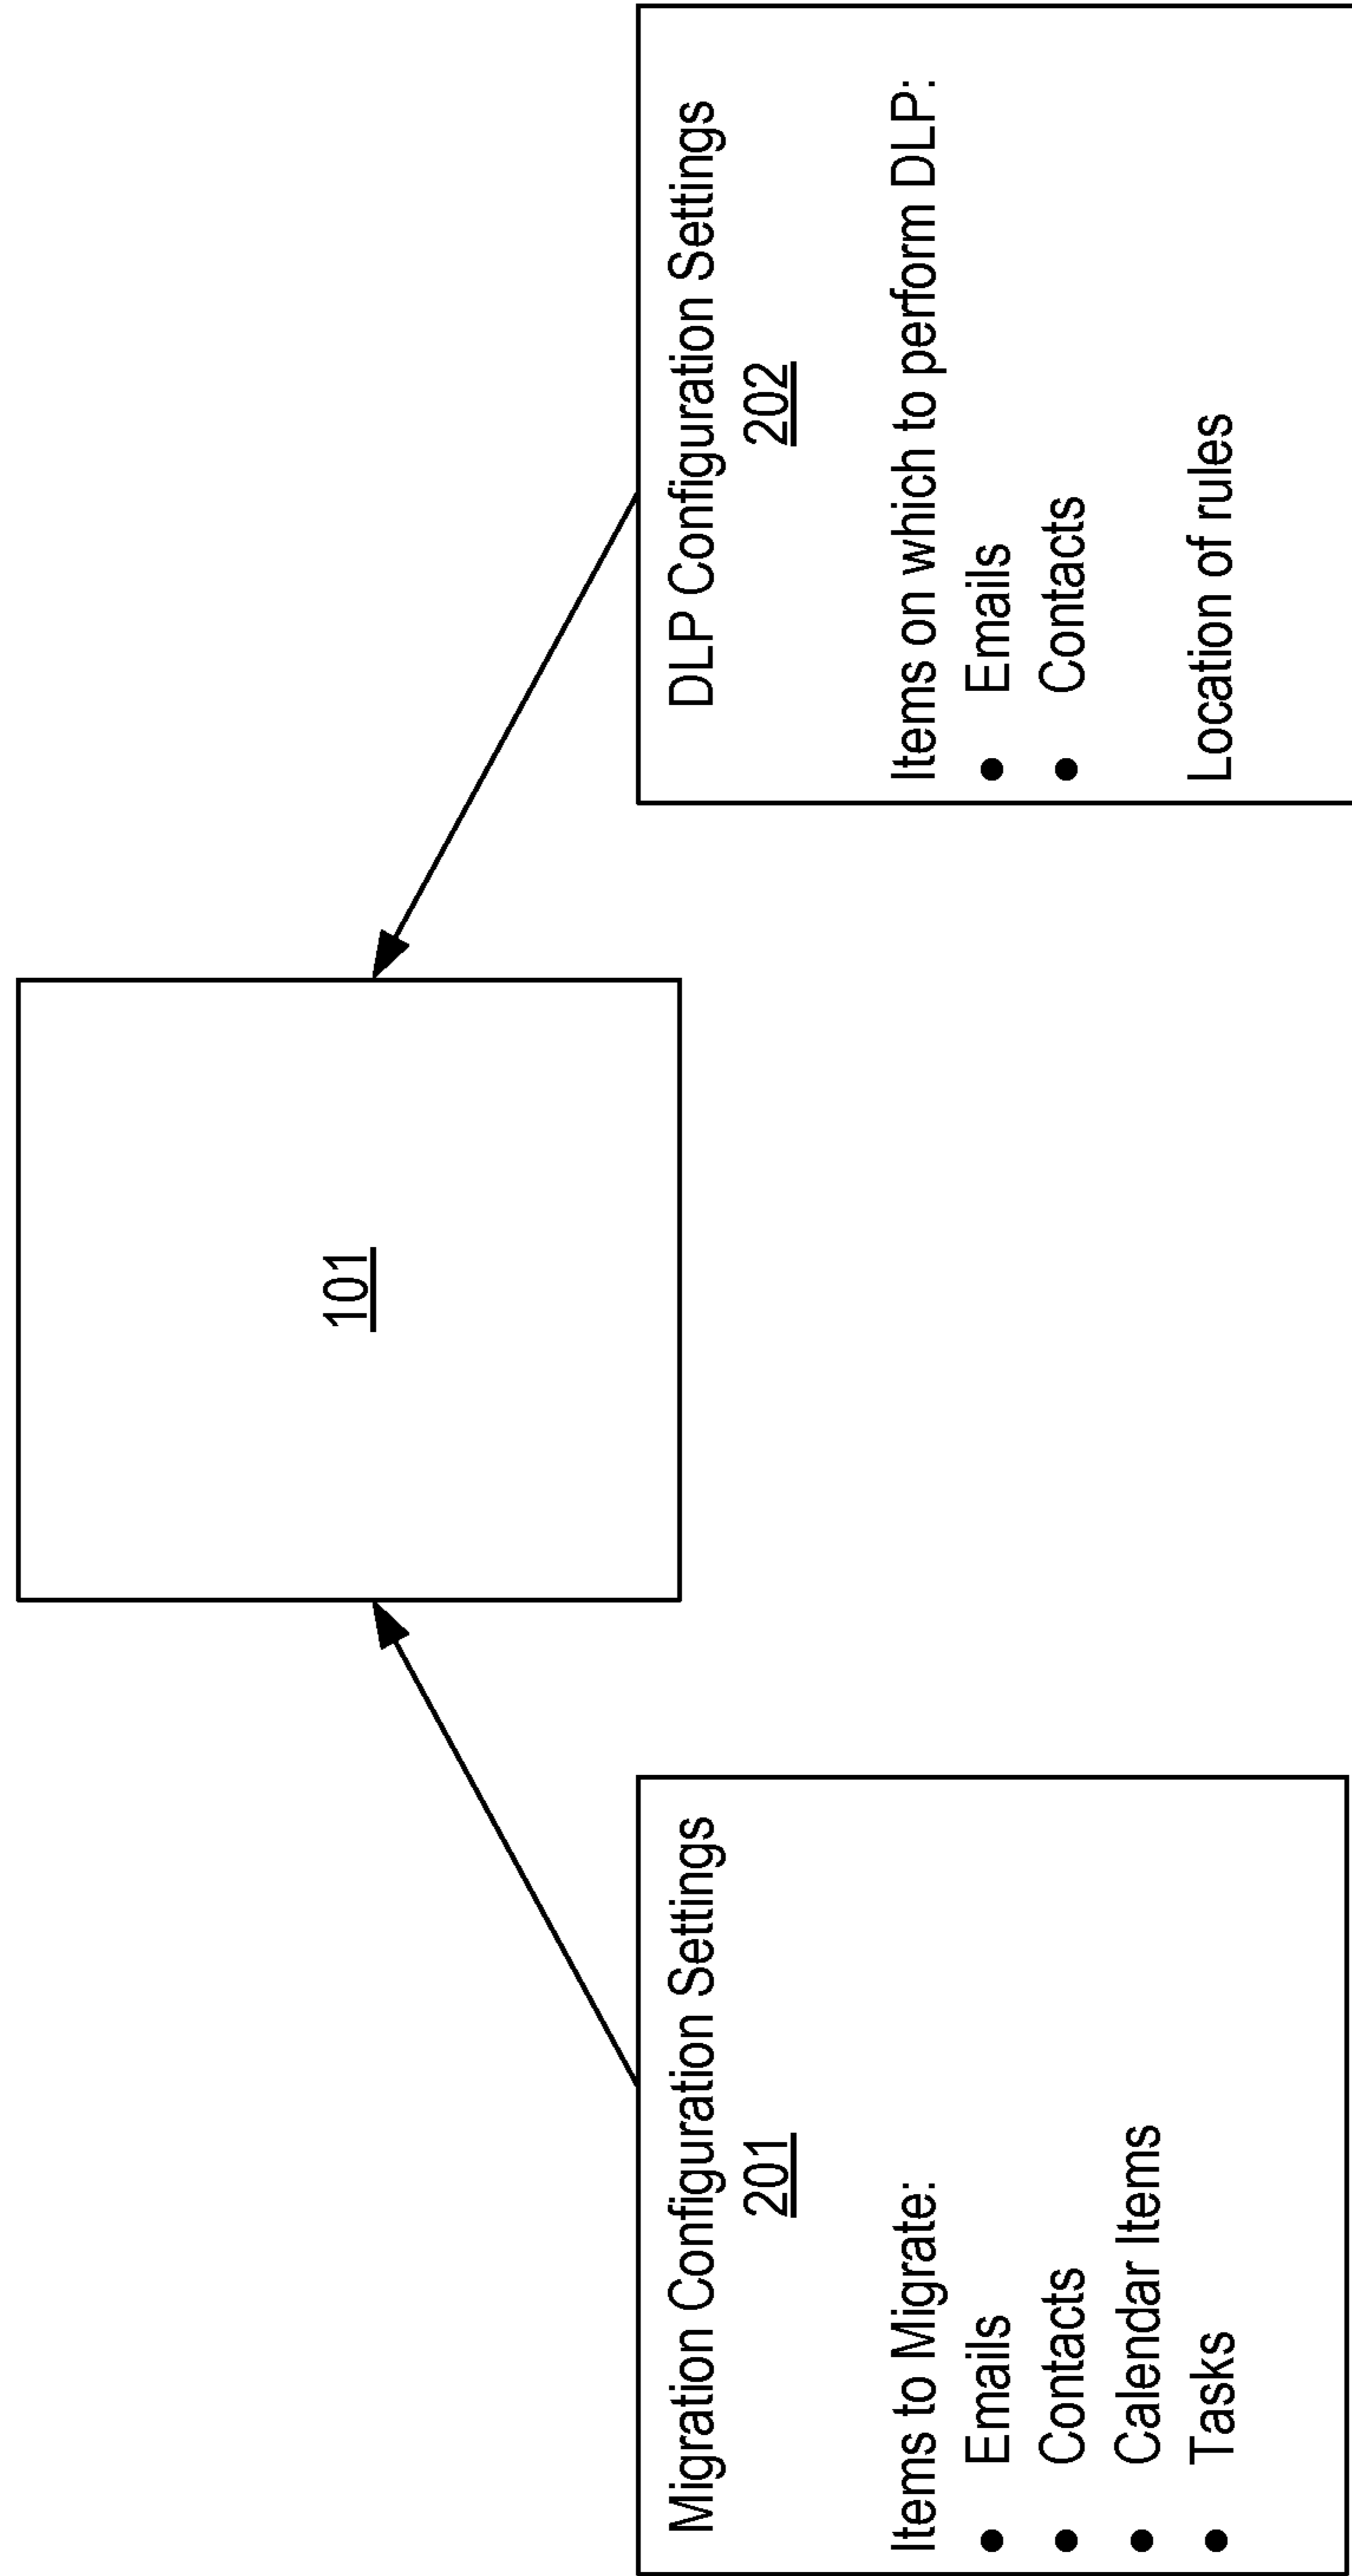 101
Migration Configuration Settings
201
Items to Migrate:
• Emails
• Contacts
• Calendar Items
• Tasks
DLP Configuration Settings
202
Items on which to perform DLP:
• Emails
• Contacts
Location of rules